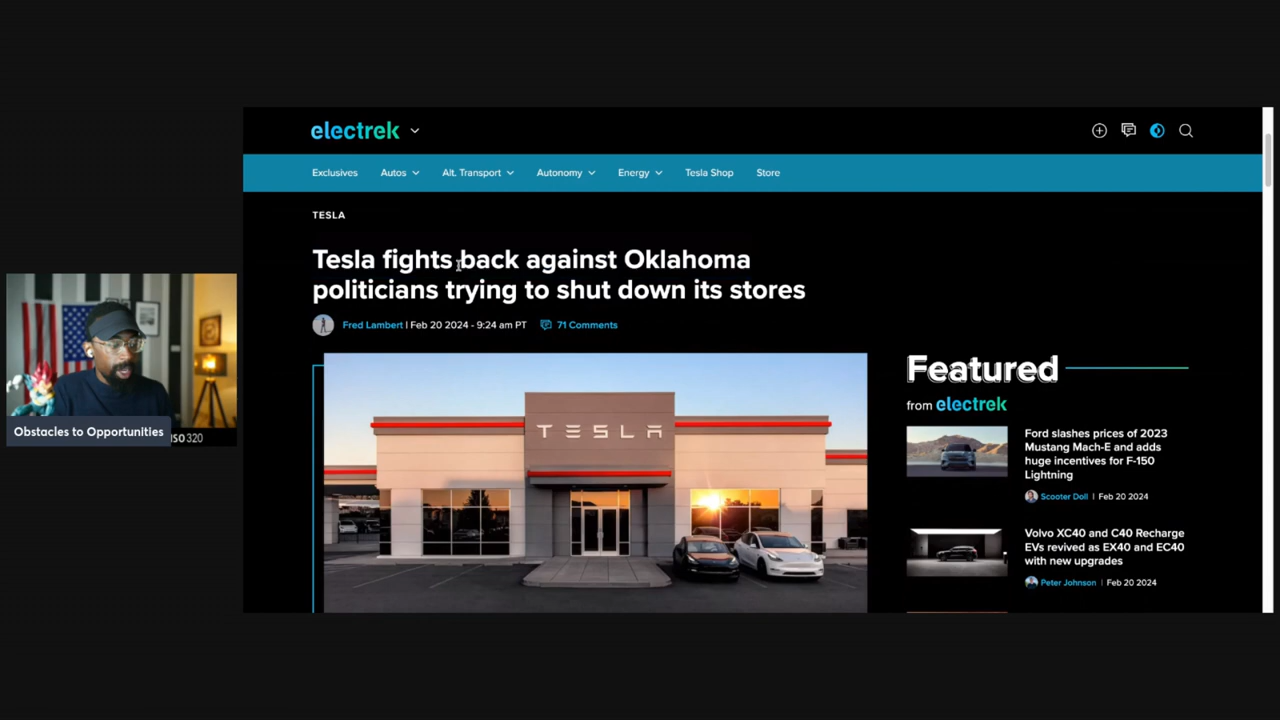 electrek
Exclusives Autos Alt. Transport Autonomy Energy Tesla Shop Store
TESLA
Tesla fights back against Oklahoma
politicians trying to shut down its stores
Fred Lambert | Feb 20 2024 - 9:24 am PT 71 Comments
TESLA
Featured
from electrek
Ford slashes prices of 2023
Mustang Mach-E and adds
huge incentives for F-150
Lightning
Scooter Doll | Feb 20 2024
Volvo XC40 and C40 Recharge
EVs revived as EX40 and EC40
with new upgrades
Peter Johnson | Feb 20 2024
Obstacles to Opportunities
ISO 320